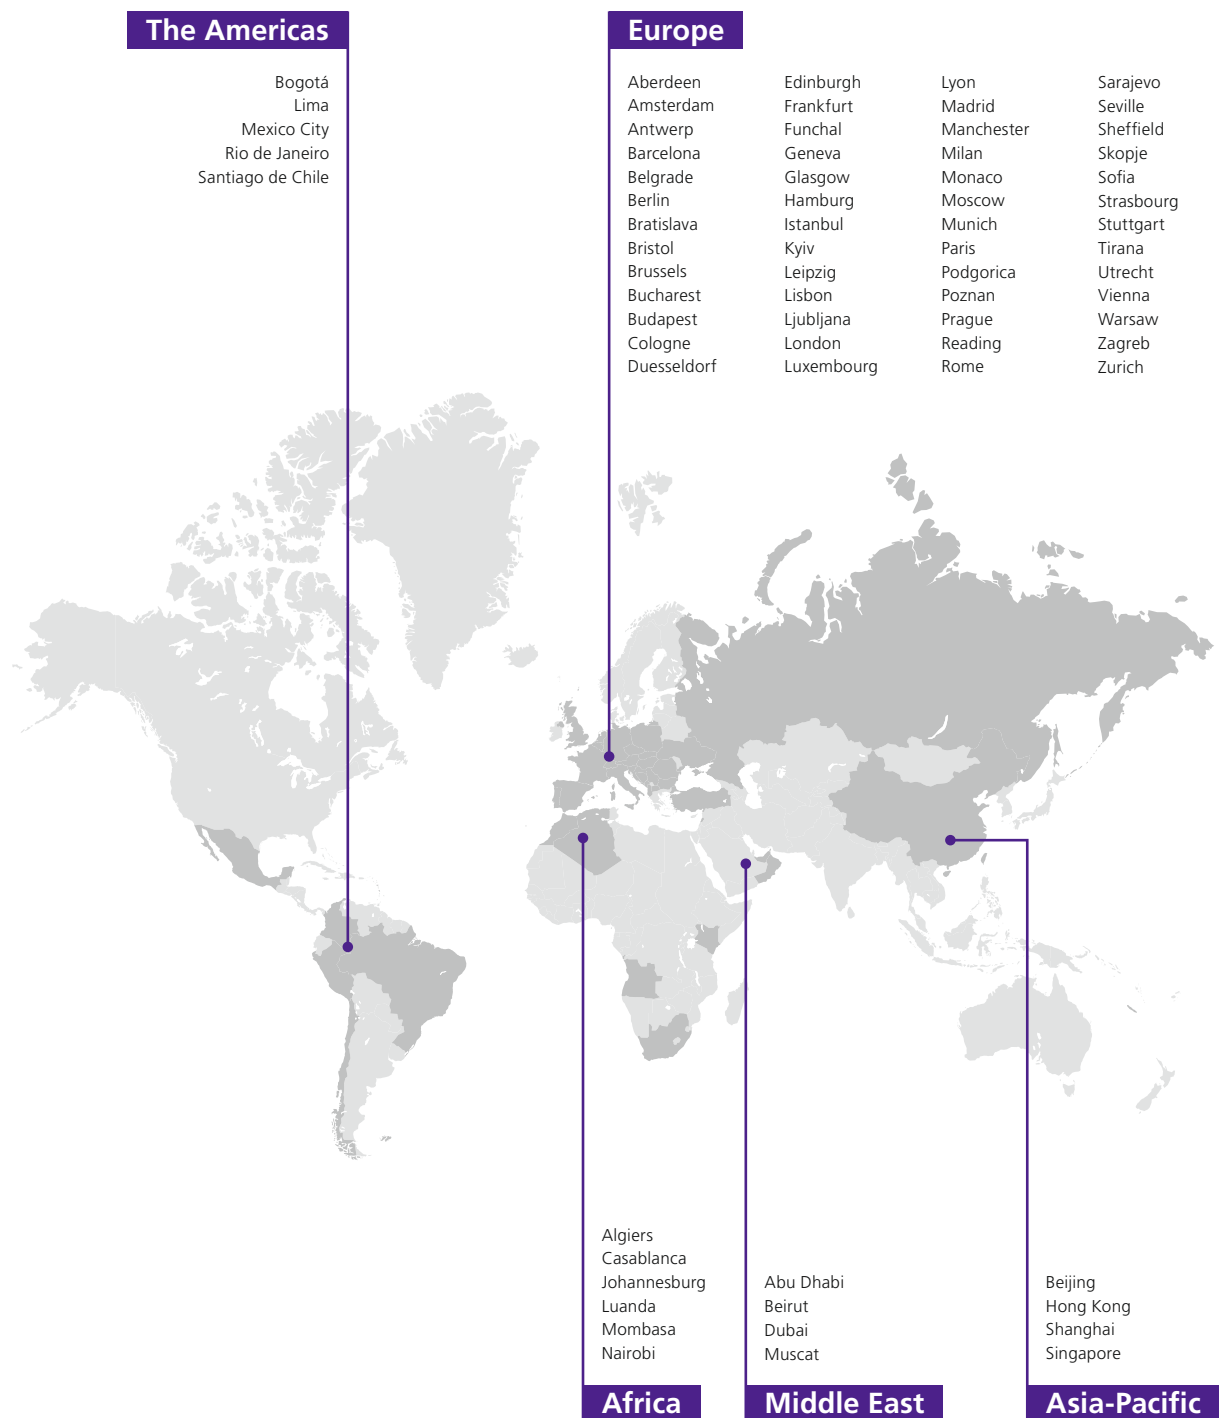 The Americas
Bogotá
Lima
Mexico City
Rio de Janeiro
Santiago de Chile
Europe
Aberdeen
Amsterdam
Antwerp
Barcelona
Belgrade
Berlin
Bratislava
Bristol
Brussels
Bucharest
Budapest
Cologne
Duesseldorf
Edinburgh
Frankfurt
Funchal
Geneva
Glasgow
Hamburg
Istanbul
Kyiv
Leipzig
Lisbon
Ljubljana
London
Luxembourg
Lyon
Madrid
Manchester
Milan
Monaco
Moscow
Munich
Paris
Podgorica
Poznan
Prague
Reading
Rome
Sarajevo
Seville
Sheffield
Skopje
Sofia
Strasbourg
Stuttgart
Tirana
Utrecht
Vienna
Warsaw
Zagreb
Zurich
Algiers
Casablanca
Johannesburg
Luanda
Mombasa
Nairobi
Africa
Abu Dhabi
Beirut
Dubai
Muscat
Middle East
Beijing
Hong Kong
Shanghai
Singapore
Asia-Pacific